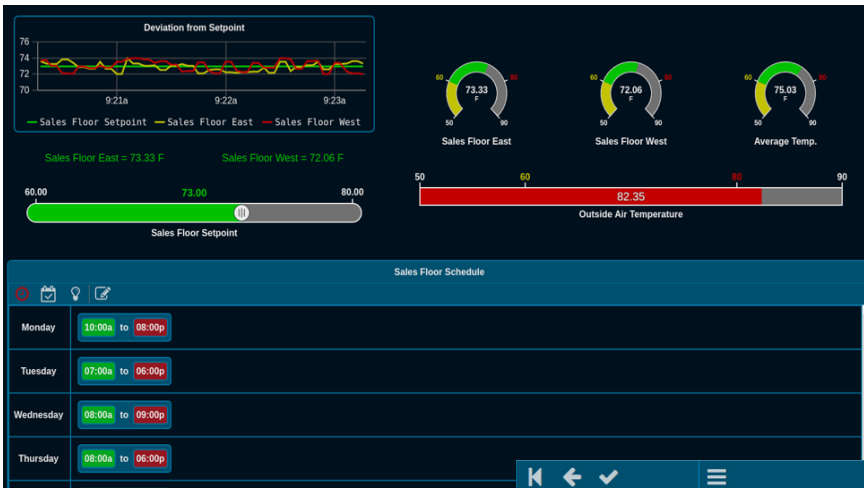 Deviation from Setpoint
76
74
72
70
9:21a 9:22a 9:23a
Sales Floor Setpoint Sales Floor East Sales Floor West
60 80
73.33
F
50 90
Sales Floor East
60 80
72.06
F
50 90
Sales Floor West
60 80
75.03
F
50 90
Average Temp.
Sales Floor East = 73.33 F Sales Floor West = 72.06 F
60.00 73.00 80.00
Sales Floor Setpoint
50 60 80 90
82.35
Outside Air Temperature
Sales Floor Schedule
Monday 10:00a to 08:00p
Tuesday 07:00a to 06:00p
Wednesday 08:00a to 09:00p
Thursday 08:00a to 06:00p